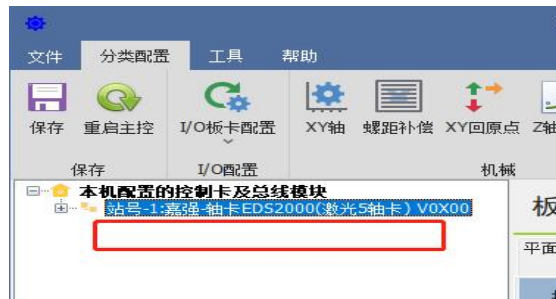 文件 分类配置 工具 帮助
保存 重启主控 I/O板卡配置 XY轴 螺距补偿 XY回原点 Z轴
保存 I/O配置 机械
本机配置的控制卡及总线模块
站号-1:嘉强-轴卡EDS2000(激光5轴卡) V0X00
板
平面